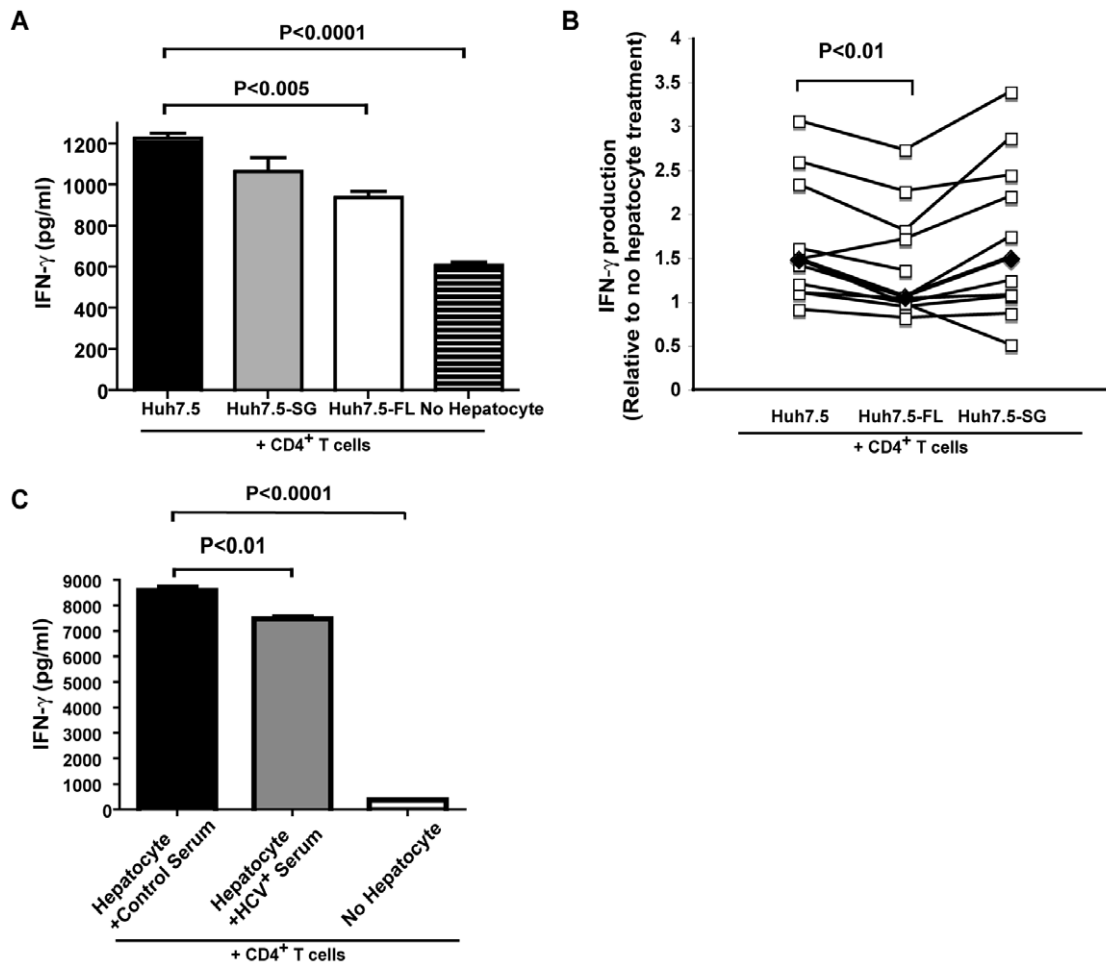 A
P<0.0001
P<0.005
IFN-γ (pg/ml)
1200
1000
800
600
400
200
0
Huh7.5 Huh7.5-SG Huh7.5-FL No Hepatocyte
+ CD4⁺ T cells
B
P<0.01
IFN-γ production
(Relative to no hepatocyte treatment)
4
3.5
3
2.5
2
1.5
1
0.5
0
Huh7.5 Huh7.5-FL Huh7.5-SG
+ CD4⁺ T cells
C
P<0.0001
P<0.01
IFN-γ (pg/ml)
9000
8000
7000
6000
5000
4000
3000
2000
1000
0
Hepatocyte
+Control Serum
Hepatocyte
+HCV⁺ Serum
No Hepatocyte
+ CD4⁺ T cells